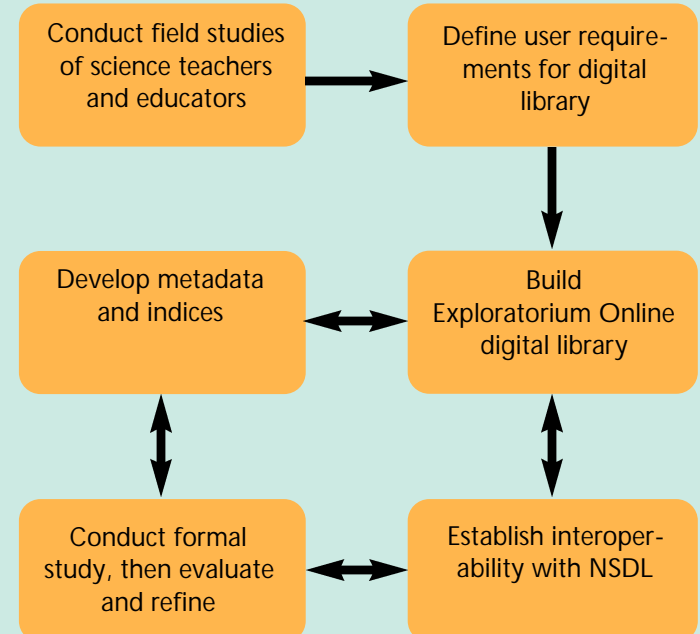 Conduct field studies
of science teachers
and educators
Define user require-
ments for digital
library
Develop metadata
and indices
Build
Exploratorium Online
digital library
Conduct formal
study, then evaluate
and refine
Establish interoper-
ability with NSDL